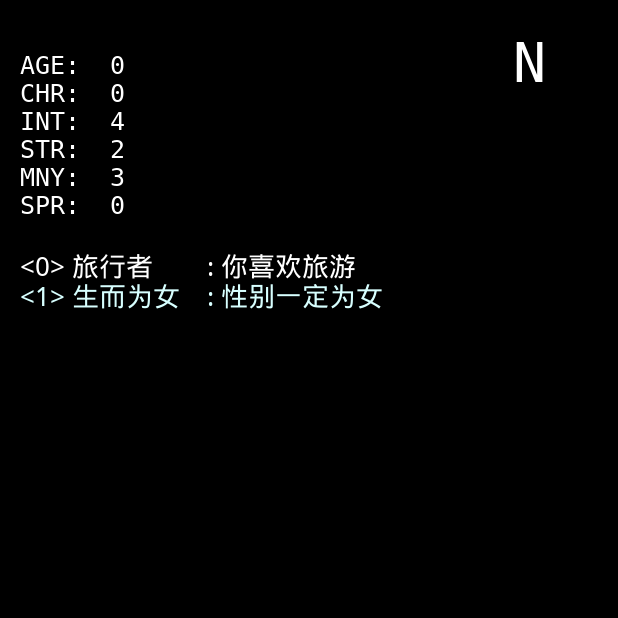 N
AGE: 0
CHR: 0
INT: 4
STR: 2
MNY: 3
SPR: 0
<0> 旅行者 : 你喜欢旅游
<1> 生而为女 : 性别一定为女